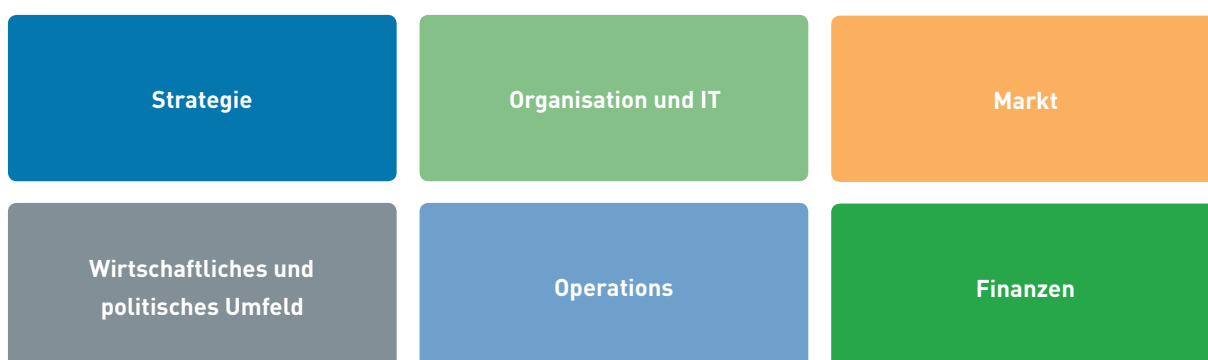 Strategie
Organisation und IT
Markt
Wirtschaftliches und
politisches Umfeld
Operations
Finanzen